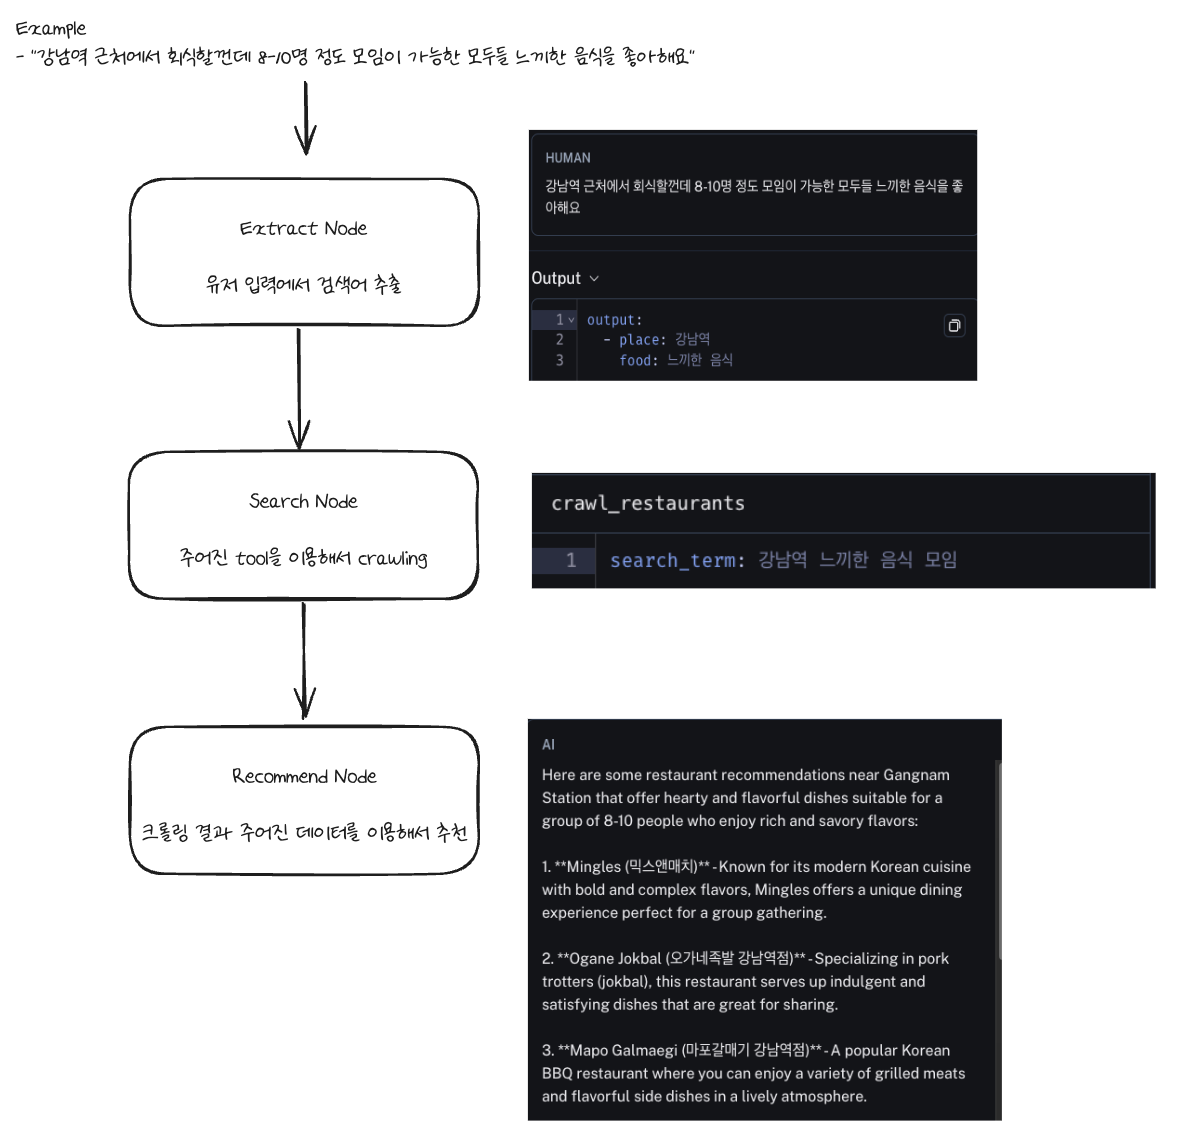 Example
- "강남역 근처에서 회식할껀데 8-10명 정도 모임이 가능한 모두들 느끼한 음식을 좋아해요"
Extract Node
유저 입력에서 검색어 추출
HUMAN
강남역 근처에서 회식할껀데 8-10명 정도 모임이 가능한 모두들 느끼한 음식을 좋
아해요
Output
1 output:
2 - place: 강남역
3 food: 느끼한 음식
Search Node
주어진 tool을 이용해서 crawling
crawl_restaurants
1 search_term: 강남역 느끼한 음식 모임
Recommend Node
크롤링 결과 주어진 데이터를 이용해서 추천
AI
Here are some restaurant recommendations near Gangnam
Station that offer hearty and flavorful dishes suitable for a
group of 8-10 people who enjoy rich and savory flavors:
1. **Mingles (믹스앤매치)** - Known for its modern Korean cuisine
with bold and complex flavors, Mingles offers a unique dining
experience perfect for a group gathering.
2. **Ogane Jokbal (오가네족발 강남역점)** - Specializing in pork
trotters (jokbal), this restaurant serves up indulgent and
satisfying dishes that are great for sharing.
3. **Mapo Galmaegi (마포갈매기 강남역점)** - A popular Korean
BBQ restaurant where you can enjoy a variety of grilled meats
and flavorful side dishes in a lively atmosphere.